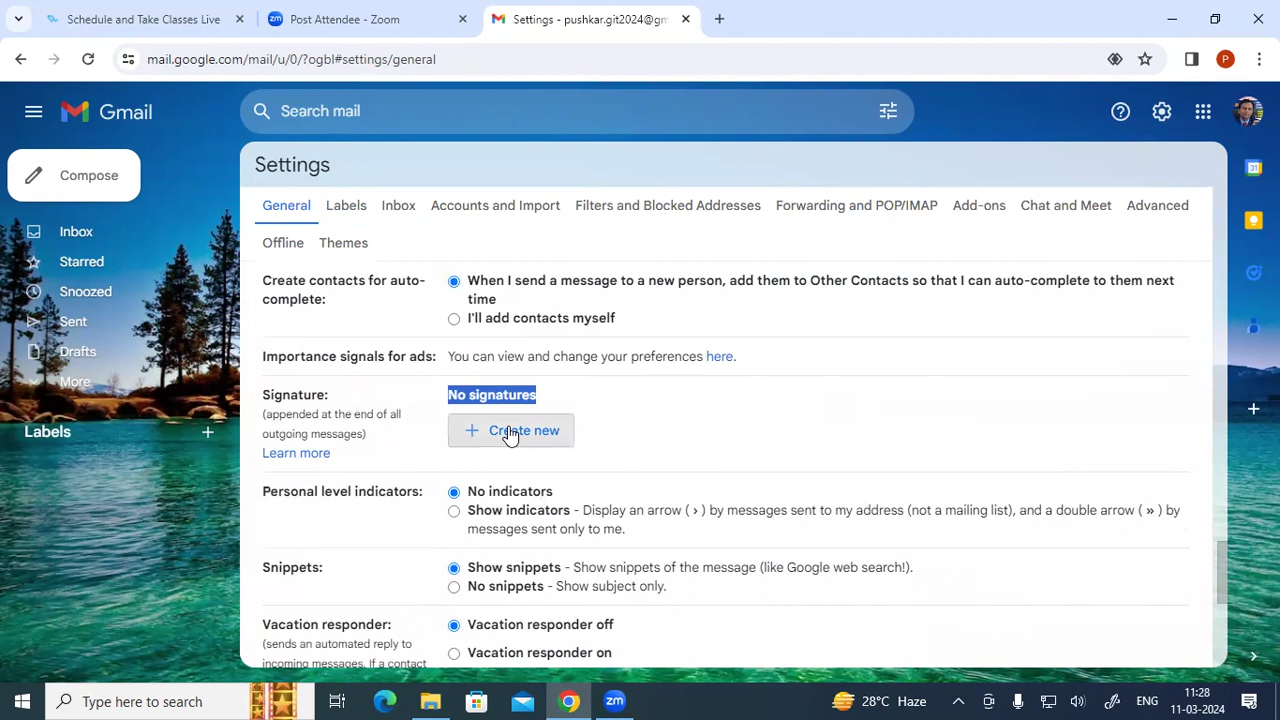 Schedule and Take Classes Live
Post Attendee - Zoom
Settings - pushkar.git2024@gm
mail.google.com/mail/u/0/?ogbl#settings/general
P
Gmail
Search mail
Compose
Settings
General Labels Inbox Accounts and Import Filters and Blocked Addresses Forwarding and POP/IMAP Add-ons Chat and Meet Advanced
Offline Themes
Inbox
Starred
Snoozed
Sent
Drafts
More
Labels
Create contacts for auto-
complete:
When I send a message to a new person, add them to Other Contacts so that I can auto-complete to them next
time
I'll add contacts myself
Importance signals for ads: You can view and change your preferences here.
Signature:
(appended at the end of all
outgoing messages)
Learn more
No signatures
Create new
Personal level indicators:
No indicators
Show indicators - Display an arrow ( › ) by messages sent to my address (not a mailing list), and a double arrow ( » ) by
messages sent only to me.
Snippets:
Show snippets - Show snippets of the message (like Google web search!).
No snippets - Show subject only.
Vacation responder:
(sends an automated reply to
incoming messages. If a contact
Vacation responder off
Vacation responder on
31
Type here to search
zm
28°C Haze
ENG
11:28
11-03-2024